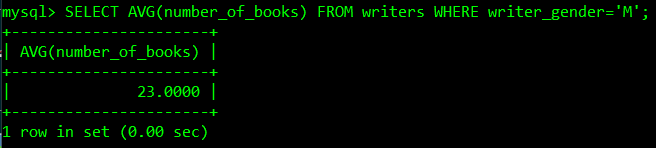 mysql> SELECT AVG(number_of_books) FROM writers WHERE writer_gender='M';
+----------------------+
| AVG(number_of_books) |
+----------------------+
|              23.0000 |
+----------------------+
1 row in set (0.00 sec)